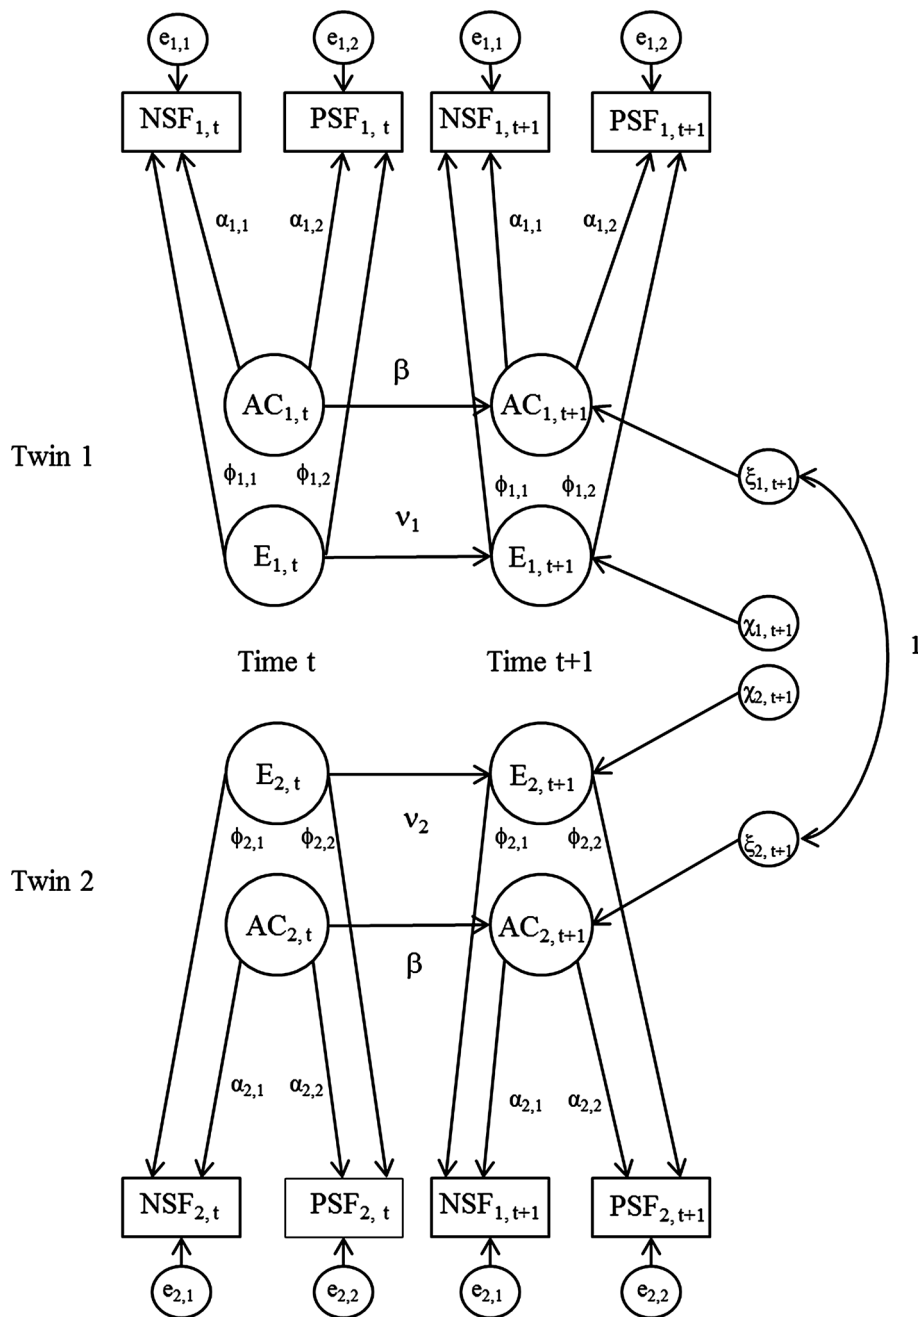 e1,1 e1,2 e1,1 e1,2
NSF1, t PSF1, t NSF1, t+1 PSF1, t+1
α1,1 α1,2 α1,1 α1,2
β
AC1, t AC1, t+1
Twin 1
ξ1, t+1
ϕ1,1 ϕ1,2 ϕ1,1 ϕ1,2
ν1
E1, t E1, t+1
χ1, t+1
Time t Time t+1 1
χ2, t+1
E2, t E2, t+1
ν2
ϕ2,1 ϕ2,2 ϕ2,1 ϕ2,2
ξ2, t+1
Twin 2
AC2, t AC2, t+1
β
α2,1 α2,2 α2,1 α2,2
NSF2, t PSF2, t NSF1, t+1 PSF2, t+1
e2,1 e2,2 e2,1 e2,2